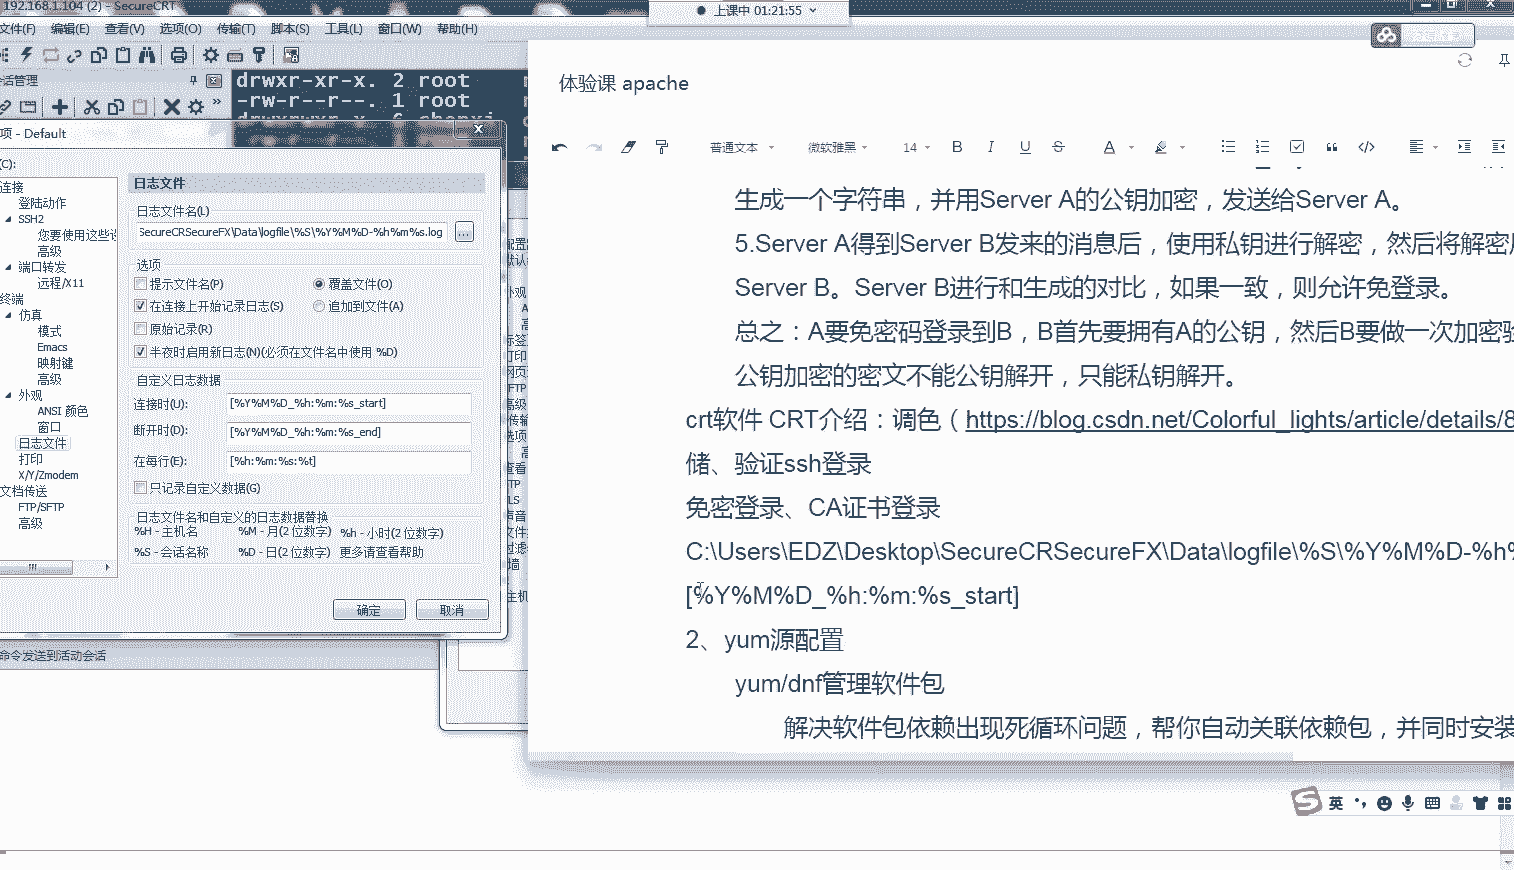 192.168.1.104 (2) - SecureCRT
上课中 01:21:55
文件(F) 编辑(E) 查看(V) 选项(O) 传输(T) 脚本(S) 工具(L) 窗口(W) 帮助(H)
话管理
drwxr-xr-x. 2 root
-rw-r--r--. 1 root
项 - Default
(C):
连接
登陆动作
SSH2
您要使用这些设
高级
端口转发
远程/X11
终端
仿真
模式
Emacs
映射键
高级
外观
ANSI 颜色
窗口
日志文件
打印
X/Y/Zmodem
文档传送
FTP/SFTP
高级
日志文件
日志文件名(L)
SecureCRSecureFX\Data\logfile\%S\%Y%M%D-%h%m%s.log
...
选项
提示文件名(P) 覆盖文件(O)
在连接上开始记录日志(S) 追加到文件(A)
原始记录(R)
半夜时启用新日志(N)(必须在文件名中使用 %D)
自定义日志数据
连接时(U): [%Y%M%D_%h:%m:%s_start]
断开时(D): [%Y%M%D_%h:%m:%s_end]
在每行(E): [%h:%m:%s:%t]
只记录自定义数据(G)
日志文件名和自定义的日志数据替换
%H - 主机名 %M - 月(2 位数字) %h - 小时(2 位数字)
%S - 会话名称 %D - 日(2 位数字) 更多请查看帮助
确定 取消
命令发送到活动会话
体验课 apache
普通文本 微软雅黑 14 B I U S A
生成一个字符串，并用Server A的公钥加密，发送给Server A。
5.Server A得到Server B发来的消息后，使用私钥进行解密，然后将解密
Server B。Server B进行和生成的对比，如果一致，则允许免登录。
总之：A要免密码登录到B，B首先要拥有A的公钥，然后B要做一次加密验
公钥加密的密文不能公钥解开，只能私钥解开。
crt软件 CRT介绍：调色（https://blog.csdn.net/Colorful_lights/article/details/8
储、验证ssh登录
免密登录、CA证书登录
C:\Users\EDZ\Desktop\SecureCRSecureFX\Data\logfile\%S\%Y%M%D-%h%
[%Y%M%D_%h:%m:%s_start]
2、yum源配置
yum/dnf管理软件包
解决软件包依赖出现死循环问题，帮你自动关联依赖包，并同时安装
英